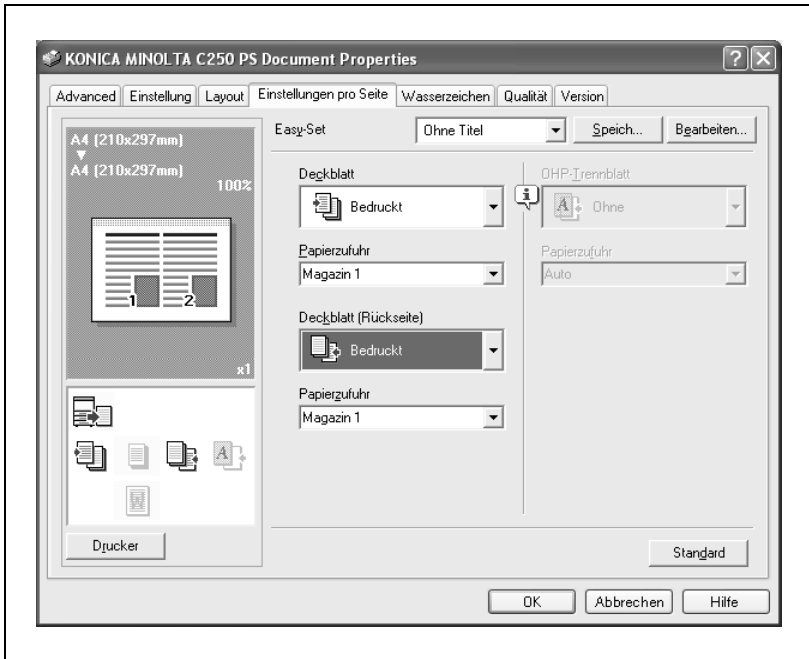 KONICA MINOLTA C250 PS Document Properties
Advanced Einstellung Layout Einstellungen pro Seite Wasserzeichen Qualität Version
A4 (210x297mm)
A4 (210x297mm)
100%
1 2
x1
Drucker
Easy-Set Ohne Titel Speich... Bearbeiten...
Deckblatt
Bedruckt
Papierzufuhr
Magazin 1
Deckblatt (Rückseite)
Bedruckt
Papierzufuhr
Magazin 1
OHP-Trennblatt
A Ohne
Papierzufuhr
Auto
A
W
Standard
OK Abbrechen Hilfe